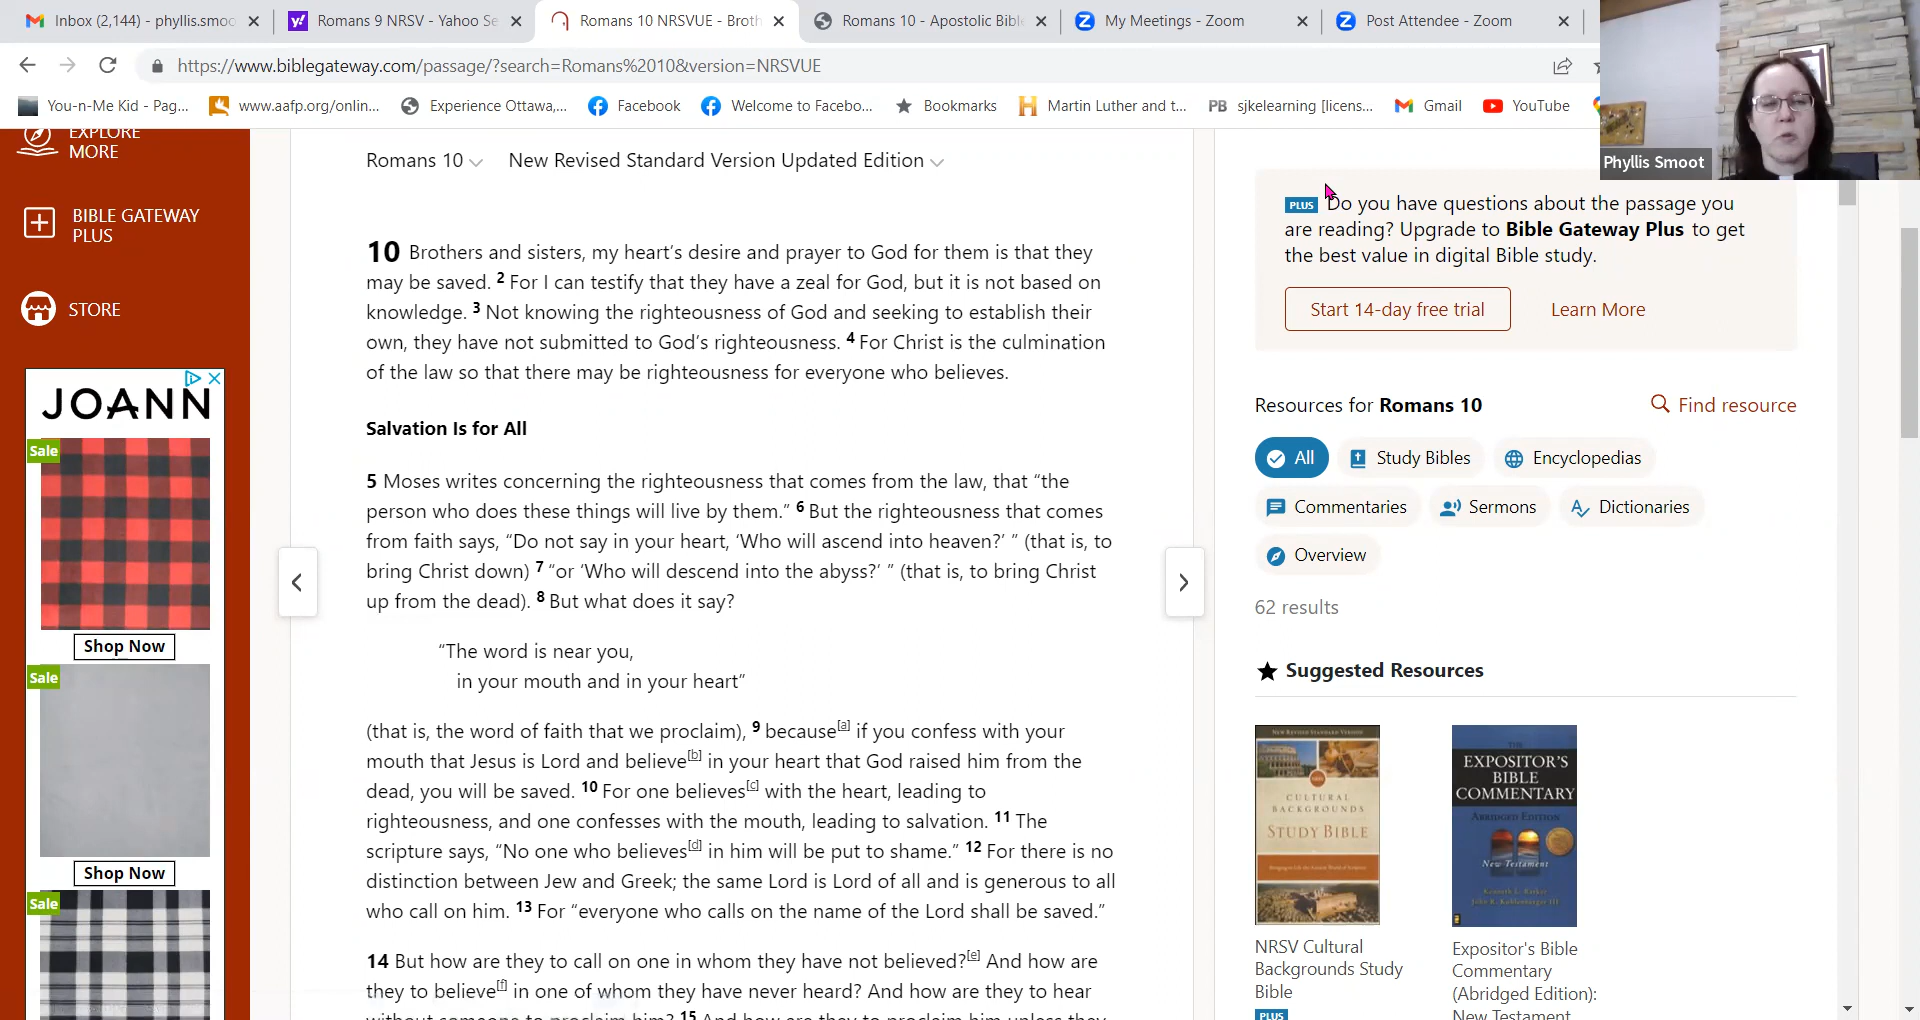 Inbox (2,144) - phyllis.smoo
Romans 9 NRSV - Yahoo Se
Romans 10 NRSVUE - Broth
Romans 10 - Apostolic Bible
My Meetings - Zoom
Post Attendee - Zoom
https://www.biblegateway.com/passage/?search=Romans%2010&version=NRSVUE
You-n-Me Kid - Pag...
www.aafp.org/onlin...
Experience Ottawa,...
Facebook
Welcome to Facebo...
Bookmarks
Martin Luther and t...
PB sjkelearning [licens...
Gmail
YouTube
Phyllis Smoot
EXPLORE
MORE
BIBLE GATEWAY
PLUS
STORE
JOANN
Sale
Shop Now
Sale
Shop Now
Sale
Romans 10
New Revised Standard Version Updated Edition
10 Brothers and sisters, my heart’s desire and prayer to God for them is that they
may be saved. 2 For I can testify that they have a zeal for God, but it is not based on
knowledge. 3 Not knowing the righteousness of God and seeking to establish their
own, they have not submitted to God’s righteousness. 4 For Christ is the culmination
of the law so that there may be righteousness for everyone who believes.
Salvation Is for All
5 Moses writes concerning the righteousness that comes from the law, that “the
person who does these things will live by them.” 6 But the righteousness that comes
from faith says, “Do not say in your heart, ‘Who will ascend into heaven?’ ” (that is, to
bring Christ down) 7 “or ‘Who will descend into the abyss?’ ” (that is, to bring Christ
up from the dead). 8 But what does it say?
“The word is near you,
in your mouth and in your heart”
(that is, the word of faith that we proclaim), 9 because[a] if you confess with your
mouth that Jesus is Lord and believe[b] in your heart that God raised him from the
dead, you will be saved. 10 For one believes[c] with the heart, leading to
righteousness, and one confesses with the mouth, leading to salvation. 11 The
scripture says, “No one who believes[d] in him will be put to shame.” 12 For there is no
distinction between Jew and Greek; the same Lord is Lord of all and is generous to all
who call on him. 13 For “everyone who calls on the name of the Lord shall be saved.”
14 But how are they to call on one in whom they have not believed?[e] And how are
they to believe[f] in one of whom they have never heard? And how are they to hear
without someone to proclaim him? 15 And how are they to proclaim him unless they
PLUS Do you have questions about the passage you
are reading? Upgrade to Bible Gateway Plus to get
the best value in digital Bible study.
Start 14-day free trial
Learn More
Resources for Romans 10
Find resource
All
Study Bibles
Encyclopedias
Commentaries
Sermons
Dictionaries
Overview
62 results
Suggested Resources
NEW REVISED STANDARD VERSION
CULTURAL
BACKGROUNDS
STUDY BIBLE
THE
EXPOSITOR'S
BIBLE
COMMENTARY
ABRIDGED EDITION
New Testament
NRSV Cultural
Backgrounds Study
Bible
PLUS
Expositor's Bible
Commentary
(Abridged Edition):
New Testament